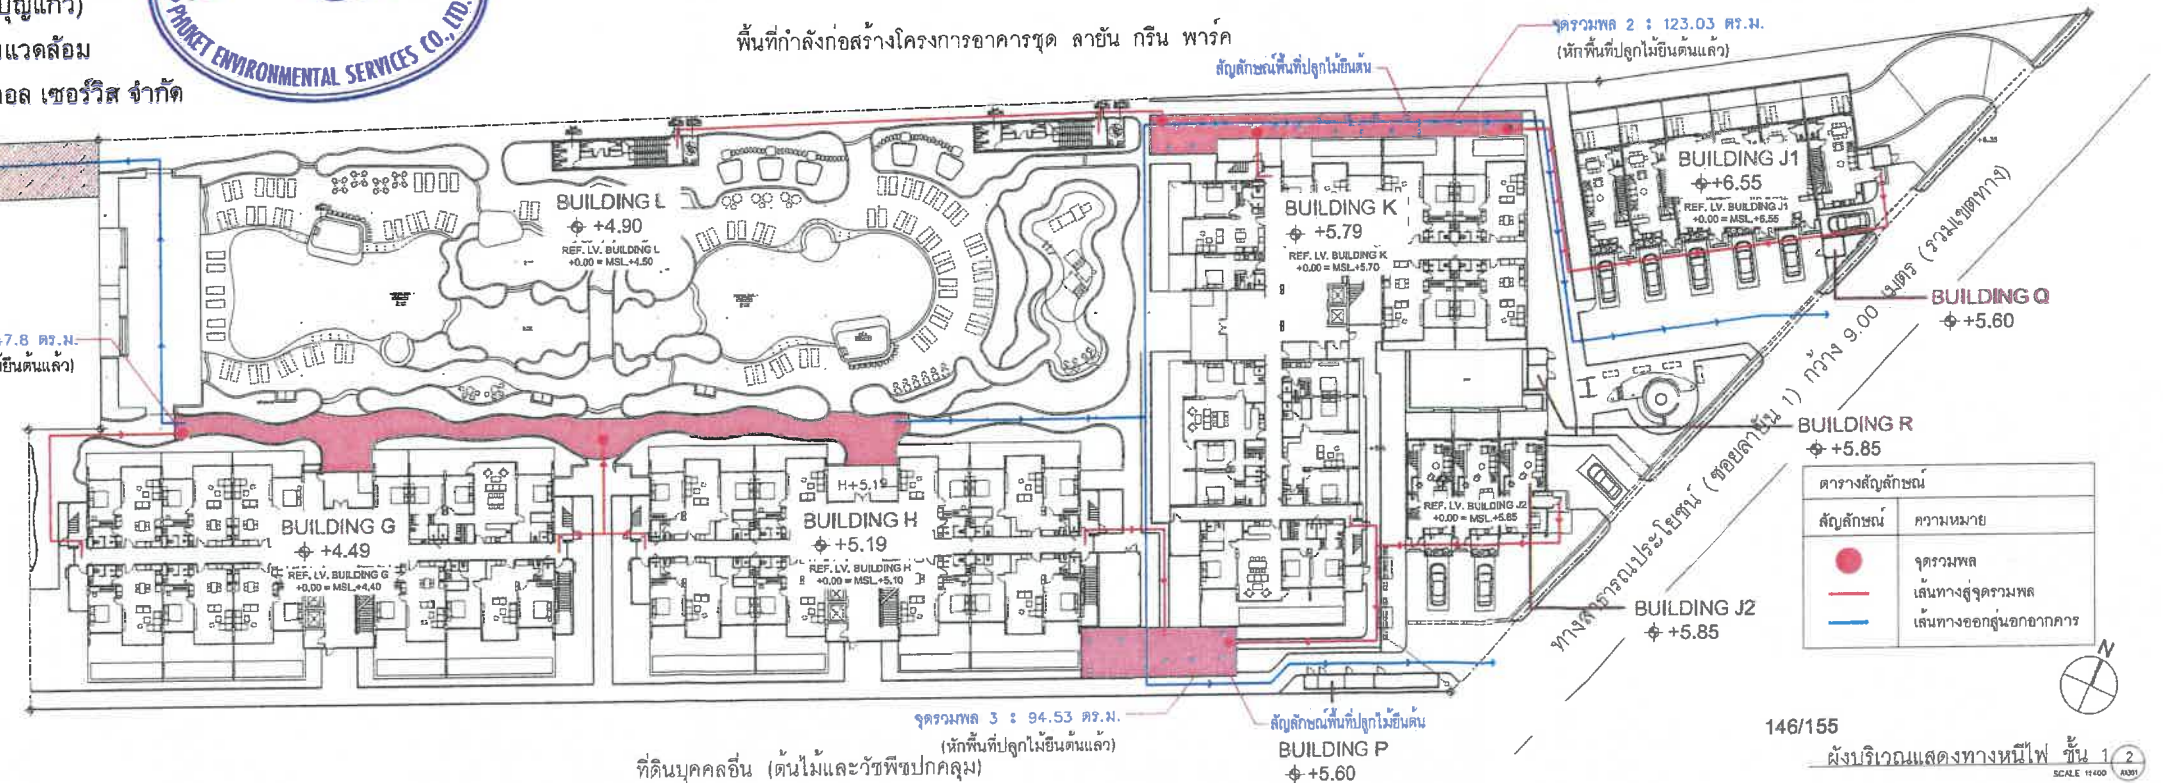 บุญแก้ว)
แวดล้อม
อล เซอร์วิส จำกัด
PHUKET ENVIRONMENTAL SERVICES CO., LTD.
พื้นที่กำลังก่อสร้างโครงการอาคารชุด ลายัน กรีน พาร์ค
จุดรวมพล 2 : 123.03 ตร.ม.
(หักพื้นที่ปลูกไม้ยืนต้นแล้ว)
สัญลักษณ์พื้นที่ปลูกไม้ยืนต้น
BUILDING J1
+6.55
REF. LV. BUILDING J1
+0.00 = MSL.+6.55
BUILDING L
+4.90
REF. LV. BUILDING L
+0.00 = MSL.+4.50
BUILDING K
+5.79
REF. LV. BUILDING K
+0.00 = MSL.+5.70
BUILDING Q
+5.60
7.8 ตร.ม.
ยืนต้นแล้ว)
ทางสาธารณประโยชน์ (ซอยลายัน 1) กว้าง 9.00 เมตร (รวมเขตทาง)
BUILDING R
+5.85
H+5.19
BUILDING G
+4.49
REF. LV. BUILDING G
+0.00 = MSL.+4.40
BUILDING H
+5.19
REF. LV. BUILDING H
+0.00 = MSL.+5.10
REF. LV. BUILDING J2
+0.00 = MSL.+5.85
BUILDING J2
+5.85
ตารางสัญลักษณ์
สัญลักษณ์ ความหมาย
จุดรวมพล
เส้นทางสู่จุดรวมพล
เส้นทางออกสู่นอกอาคาร
N
จุดรวมพล 3 : 94.53 ตร.ม.
(หักพื้นที่ปลูกไม้ยืนต้นแล้ว)
สัญลักษณ์พื้นที่ปลูกไม้ยืนต้น
BUILDING P
+5.60
ที่ดินบุคคลอื่น (ต้นไม้และวัชพืชปกคลุม)
146/155
ผังบริเวณแสดงทางหนีไฟ ชั้น 1
2
SCALE 1:400